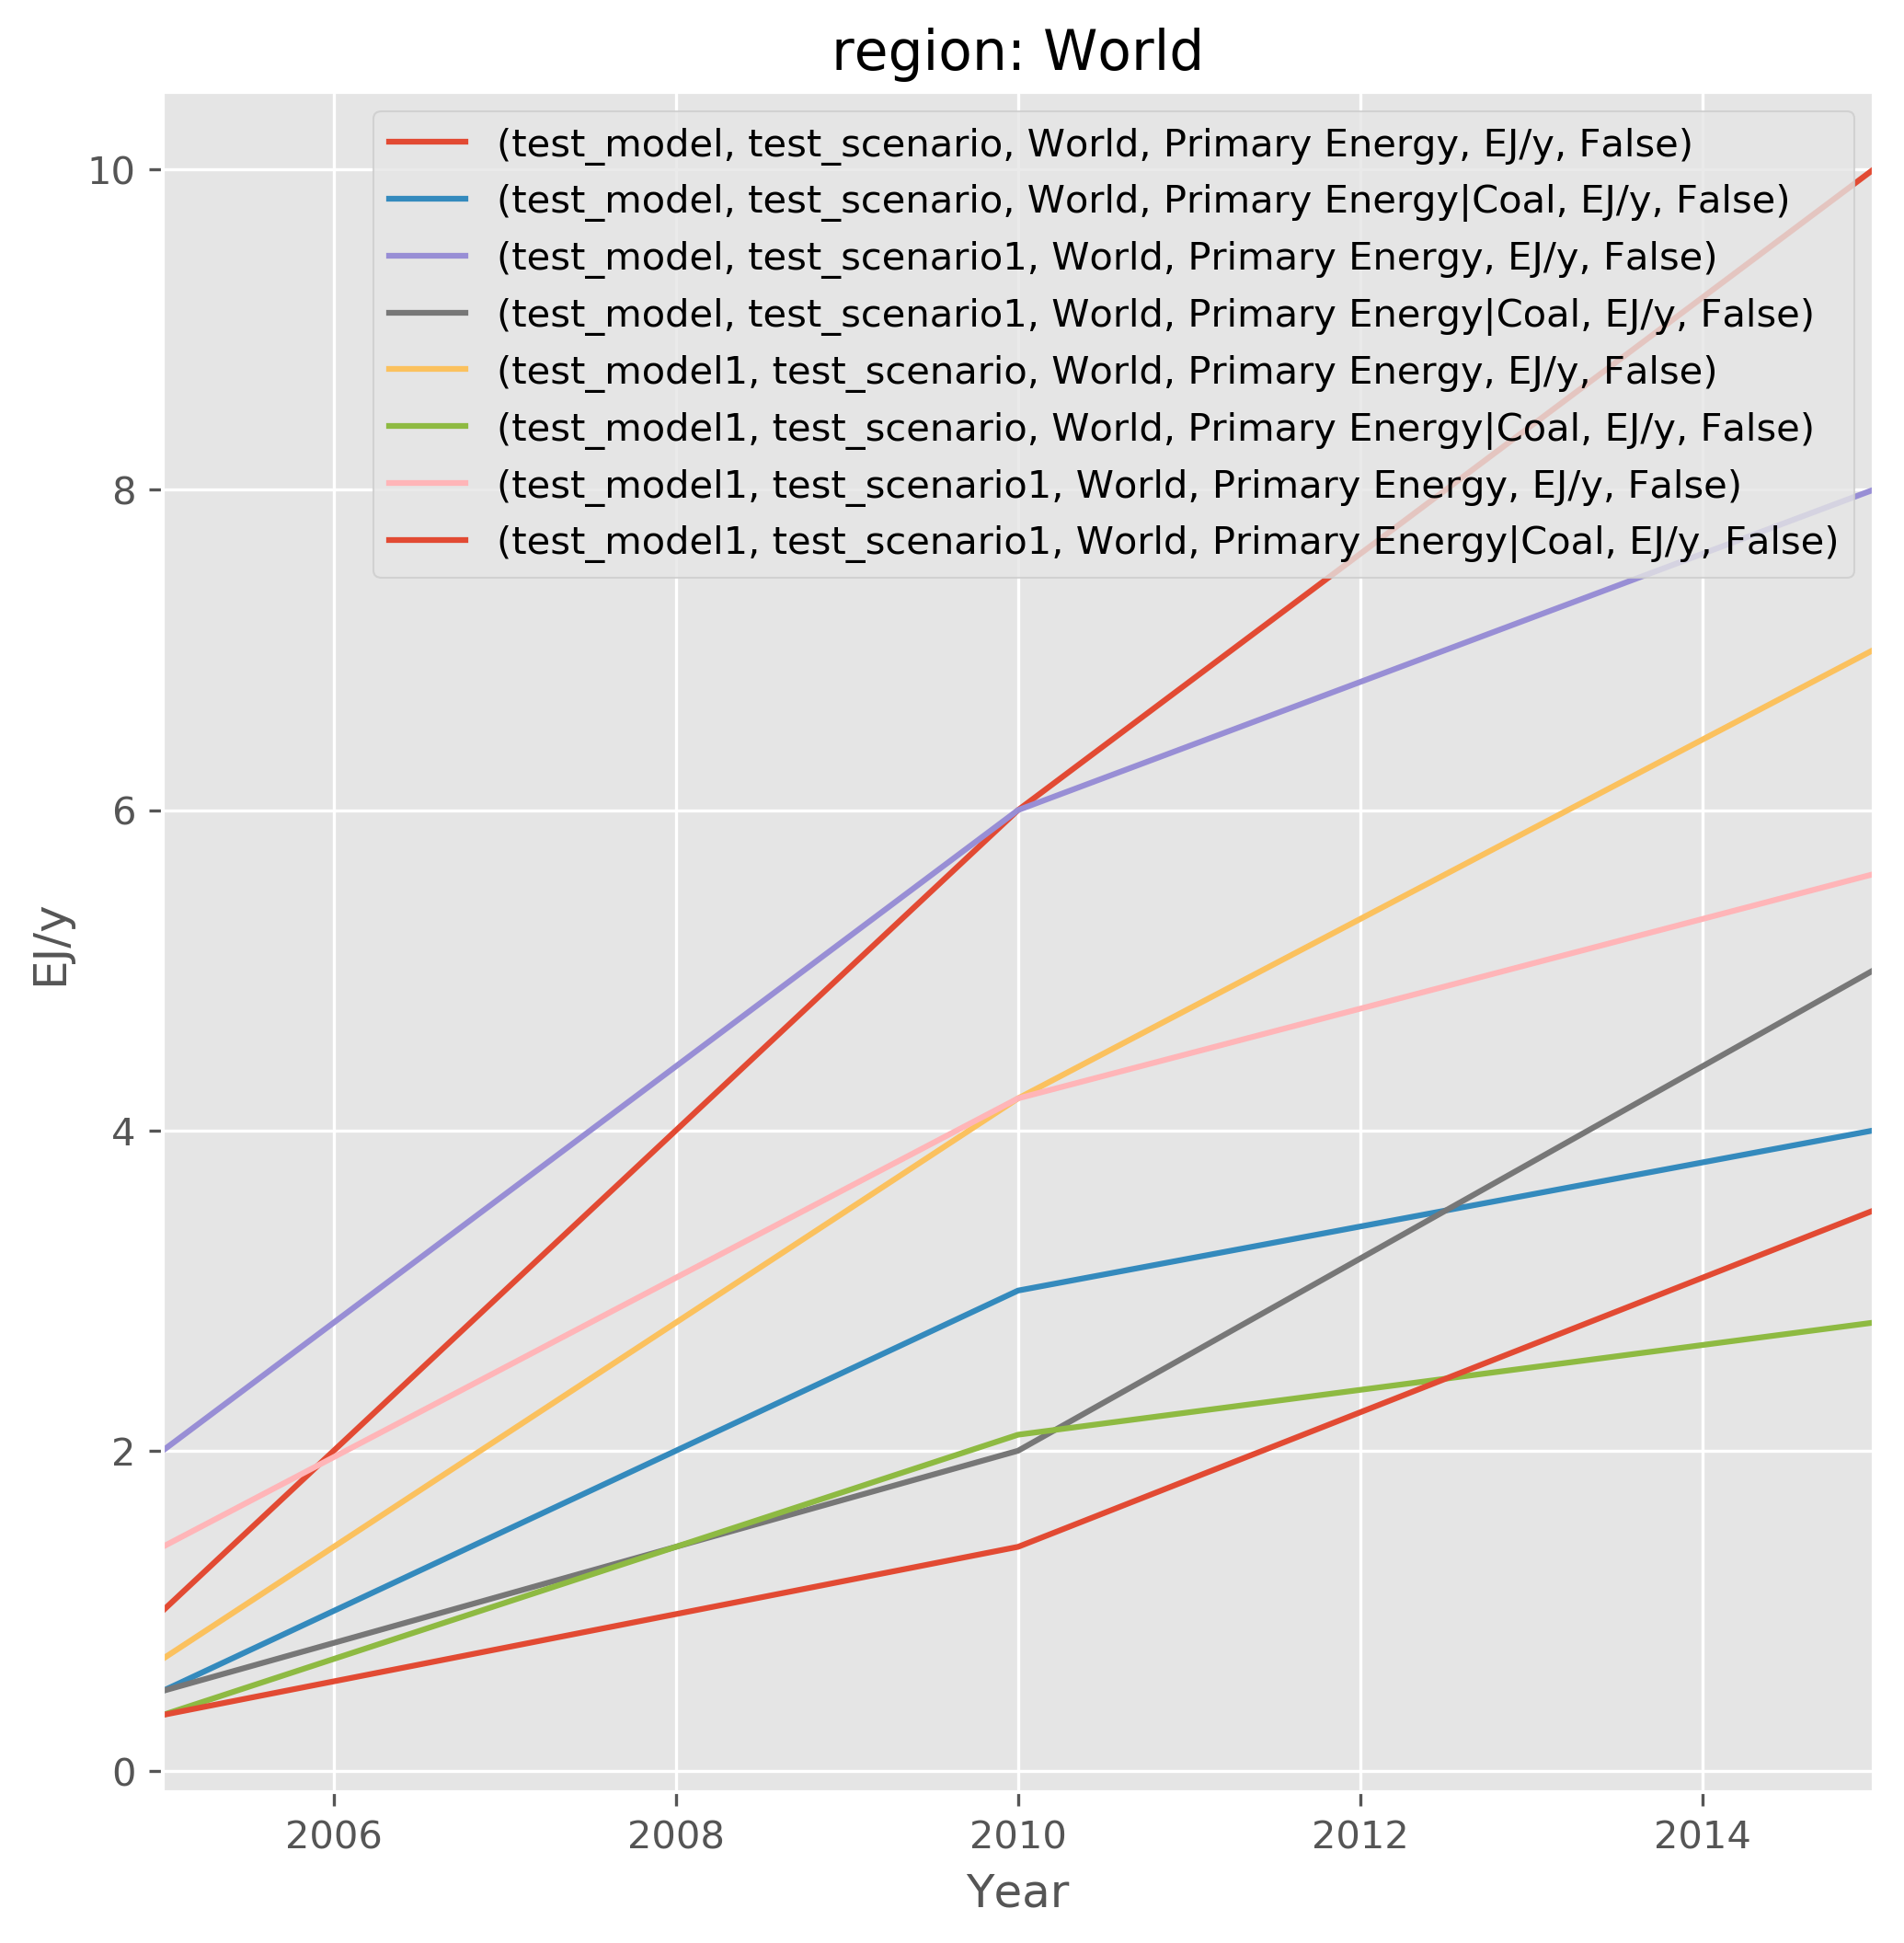 region: World
(test_model, test_scenario, World, Primary Energy, EJ/y, False)
(test_model, test_scenario, World, Primary Energy|Coal, EJ/y, False)
(test_model, test_scenario1, World, Primary Energy, EJ/y, False)
(test_model, test_scenario1, World, Primary Energy|Coal, EJ/y, False)
(test_model1, test_scenario, World, Primary Energy, EJ/y, False)
(test_model1, test_scenario, World, Primary Energy|Coal, EJ/y, False)
(test_model1, test_scenario1, World, Primary Energy, EJ/y, False)
(test_model1, test_scenario1, World, Primary Energy|Coal, EJ/y, False)
10
8
6
4
2
0
EJ/y
2006 2008 2010 2012 2014
Year